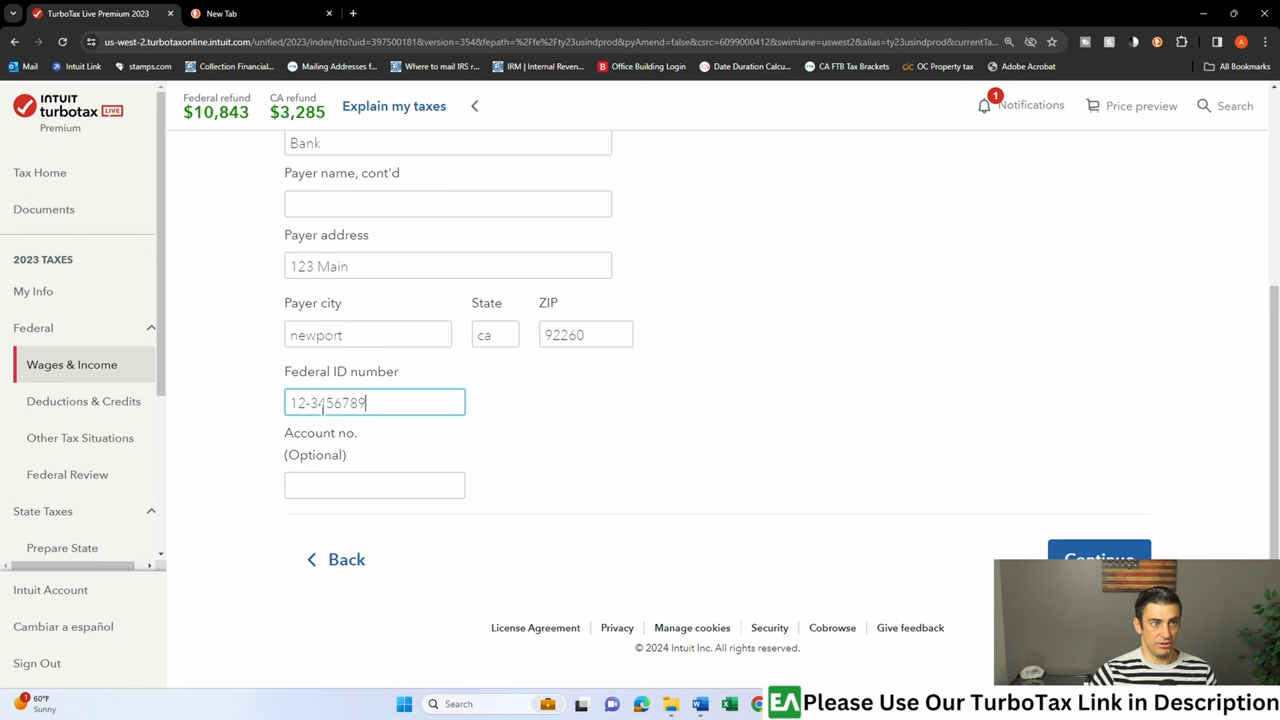 TurboTax Live Premium 2023
New Tab
us-west-2.turbotaxonline.intuit.com/unified/2023/index/tto?uid=397500181&version=354&fepath=%2Ffe%2Fty23usindprod&pyAmend=false&csrc=6099000412&swimlane=uswest2&alias=ty23usindprod&currentTa...
Mail
Intuit Link
stamps.com
Collection Financial...
Mailing Addresses f...
Where to mail IRS r...
IRM | Internal Reven...
Office Building Login
Date Duration Calcu...
CA FTB Tax Brackets
OC Property tax
Adobe Acrobat
All Bookmarks
INTUIT
turbotax LIVE
Premium
Federal refund
$10,843
CA refund
$3,285
Explain my taxes
1
Notifications
Price preview
Search
Tax Home
Documents
2023 TAXES
My Info
Federal
Wages & Income
Deductions & Credits
Other Tax Situations
Federal Review
State Taxes
Prepare State
Intuit Account
Cambiar a español
Sign Out
Bank
Payer name, cont'd
Payer address
123 Main
Payer city State ZIP
newport ca 92260
Federal ID number
12-3456789
Account no.
(Optional)
Back
Continue
License Agreement Privacy Manage cookies Security Cobrowse Give feedback
© 2024 Intuit Inc. All rights reserved.
1
60°F
Sunny
Search
EA Please Use Our TurboTax Link in Description